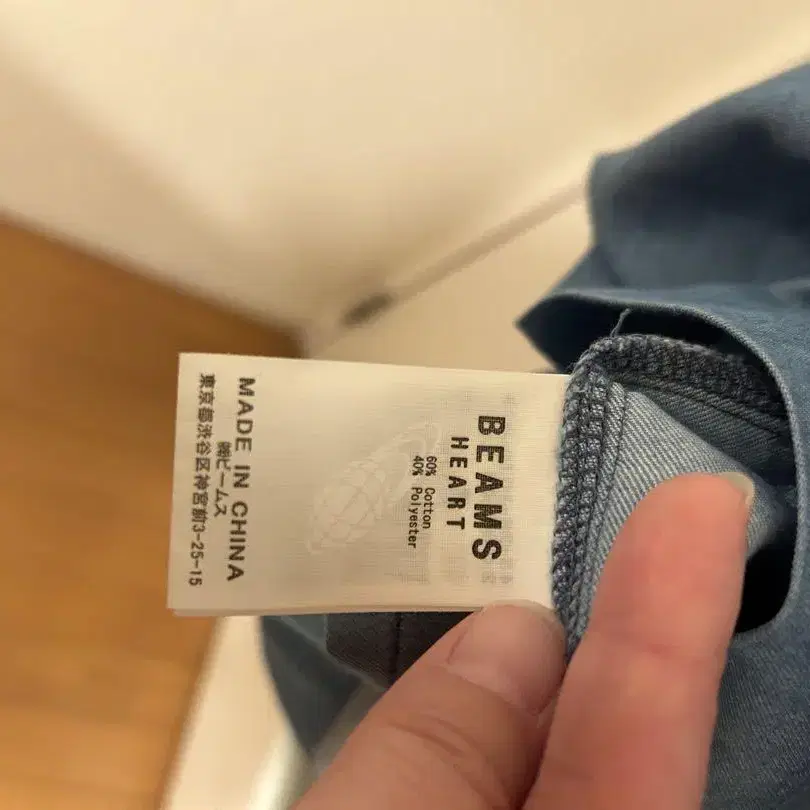 BEAMS
HEART
60% Cotton
40% Polyester
MADE IN CHINA
㈱ビームス
東京都渋谷区神宮前3-25-15